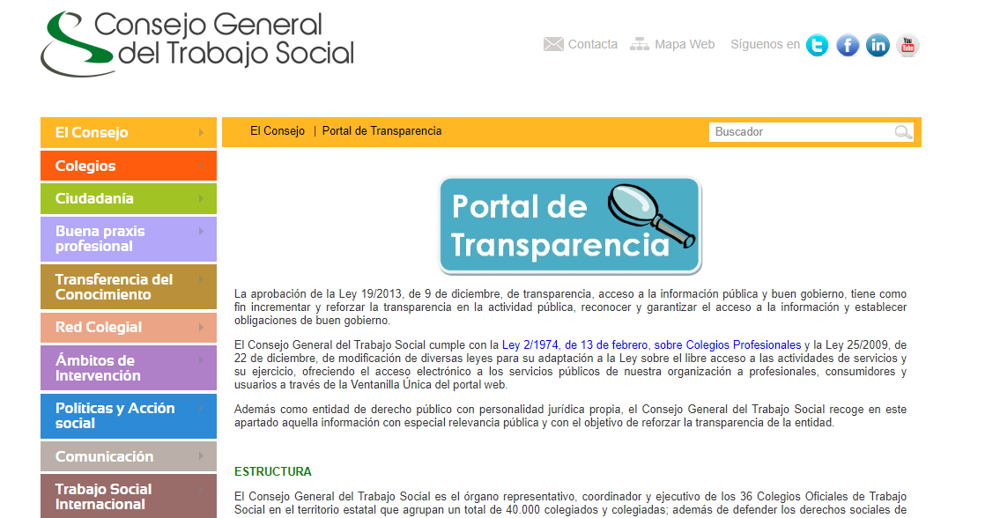 Consejo General
del Trabajo Social
Contacta
Mapa Web
Síguenos en
You
Tube
El Consejo
Colegios
Ciudadanía
Buena praxis
profesional
Transferencia del
Conocimiento
Red Colegial
Ámbitos de
Intervención
Políticas y Acción
social
Comunicación
Trabajo Social
Internacional
El Consejo | Portal de Transparencia
Buscador
Portal de
Transparencia
La aprobación de la Ley 19/2013, de 9 de diciembre, de transparencia, acceso a la información pública y buen gobierno, tiene como
fin incrementar y reforzar la transparencia en la actividad pública, reconocer y garantizar el acceso a la información y establecer
obligaciones de buen gobierno.
El Consejo General del Trabajo Social cumple con la Ley 2/1974, de 13 de febrero, sobre Colegios Profesionales y la Ley 25/2009, de
22 de diciembre, de modificación de diversas leyes para su adaptación a la Ley sobre el libre acceso a las actividades de servicios y
su ejercicio, ofreciendo el acceso electrónico a los servicios públicos de nuestra organización a profesionales, consumidores y
usuarios a través de la Ventanilla Única del portal web.
Además como entidad de derecho público con personalidad jurídica propia, el Consejo General del Trabajo Social recoge en este
apartado aquella información con especial relevancia pública y con el objetivo de reforzar la transparencia de la entidad.
ESTRUCTURA
El Consejo General del Trabajo Social es el órgano representativo, coordinador y ejecutivo de los 36 Colegios Oficiales de Trabajo
Social en el territorio estatal que agrupan un total de 40.000 colegiados y colegiadas; además de defender los derechos sociales de